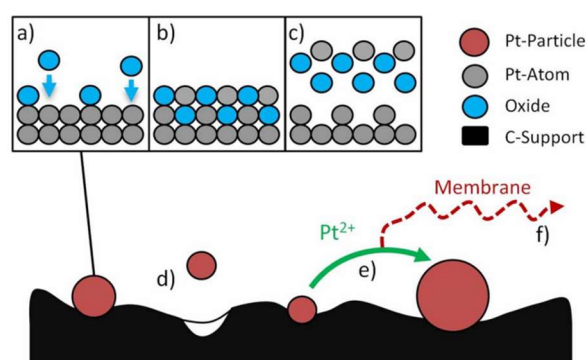 a)
b)
c)
Pt-Particle
Pt-Atom
Oxide
C-Support
Membrane
Pt²⁺
d)
e)
f)